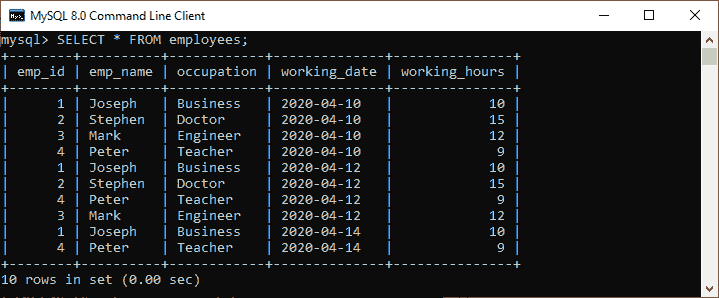 MySQL 8.0 Command Line Client
mysql> SELECT * FROM employees;
+--------+----------+------------+--------------+---------------+
| emp_id | emp_name | occupation | working_date | working_hours |
+--------+----------+------------+--------------+---------------+
|      1 | Joseph   | Business   | 2020-04-10   |            10 |
|      2 | Stephen  | Doctor     | 2020-04-10   |            15 |
|      3 | Mark     | Engineer   | 2020-04-10   |            12 |
|      4 | Peter    | Teacher    | 2020-04-10   |             9 |
|      1 | Joseph   | Business   | 2020-04-12   |            10 |
|      2 | Stephen  | Doctor     | 2020-04-12   |            15 |
|      4 | Peter    | Teacher    | 2020-04-12   |             9 |
|      3 | Mark     | Engineer   | 2020-04-12   |            12 |
|      1 | Joseph   | Business   | 2020-04-14   |            10 |
|      4 | Peter    | Teacher    | 2020-04-14   |             9 |
+--------+----------+------------+--------------+---------------+
10 rows in set (0.00 sec)